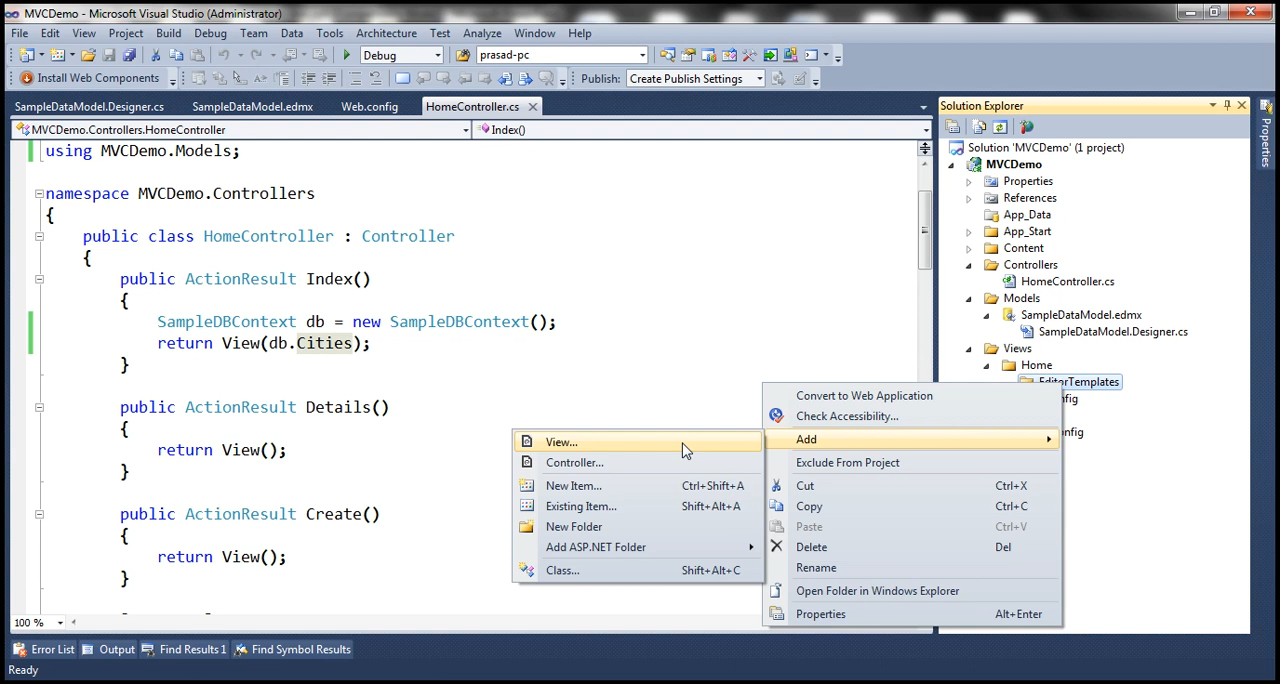 MVCDemo - Microsoft Visual Studio (Administrator)
File Edit View Project Build Debug Team Data Tools Architecture Test Analyze Window Help
Debug prasad-pc
Install Web Components Publish: Create Publish Settings
SampleDataModel.Designer.cs SampleDataModel.edmx Web.config HomeController.cs
MVCDemo.Controllers.HomeController Index()
using MVCDemo.Models;
namespace MVCDemo.Controllers
{
public class HomeController : Controller
{
public ActionResult Index()
{
SampleDBContext db = new SampleDBContext();
return View(db.Cities);
}
public ActionResult Details()
{
return View();
}
public ActionResult Create()
{
return View();
}
100 %
Solution Explorer
Solution 'MVCDemo' (1 project)
MVCDemo
Properties
References
App_Data
App_Start
Content
Controllers
HomeController.cs
Models
SampleDataModel.edmx
SampleDataModel.Designer.cs
Views
Home
EditorTemplates
nfig
Properties
Convert to Web Application
Check Accessibility...
Add
Exclude From Project
Cut Ctrl+X
Copy Ctrl+C
Paste Ctrl+V
Delete Del
Rename
Open Folder in Windows Explorer
Properties Alt+Enter
View...
Controller...
New Item... Ctrl+Shift+A
Existing Item... Shift+Alt+A
New Folder
Add ASP.NET Folder
Class... Shift+Alt+C
Error List Output Find Results 1 Find Symbol Results
Ready